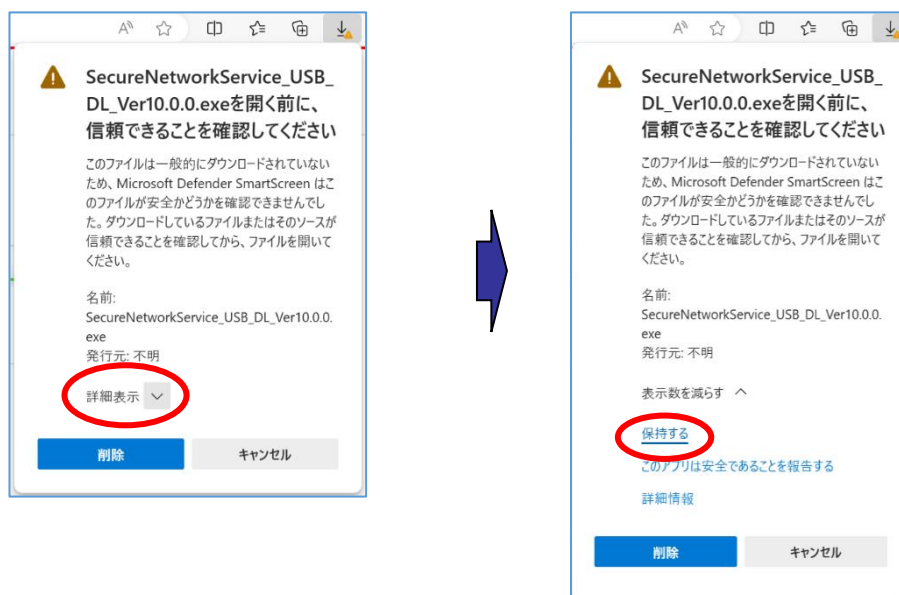 SecureNetworkService_USB_
DL_Ver10.0.0.exeを開く前に、
信頼できることを確認してください
このファイルは一般的にダウンロードされていない
ため、Microsoft Defender SmartScreen はこ
のファイルが安全かどうかを確認できませんでし
た。ダウンロードしているファイルまたはそのソースが
信頼できることを確認してから、ファイルを開いて
ください。
名前:
SecureNetworkService_USB_DL_Ver10.0.0.
exe
発行元: 不明
詳細表示
削除
キャンセル
SecureNetworkService_USB_
DL_Ver10.0.0.exeを開く前に、
信頼できることを確認してください
このファイルは一般的にダウンロードされていない
ため、Microsoft Defender SmartScreen はこ
のファイルが安全かどうかを確認できませんでし
た。ダウンロードしているファイルまたはそのソースが
信頼できることを確認してから、ファイルを開いて
ください。
名前:
SecureNetworkService_USB_DL_Ver10.0.0.
exe
発行元: 不明
表示数を減らす
保持する
このアプリは安全であることを報告する
詳細情報
削除
キャンセル